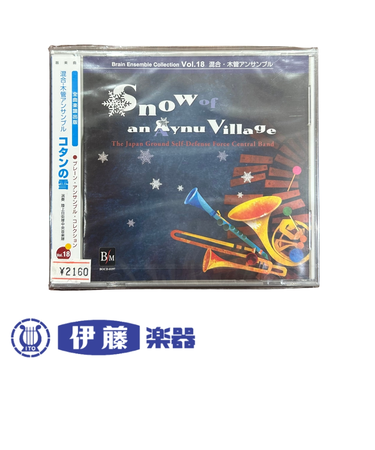 Brain Ensemble Collection Vol.18 混合・木管アンサンブル
Snow of
an Aynu Village
The Japan Ground Self-Defense Force Central Band
混合・木管アンサンブル
コタンの雪
●ブレーン・アンサンブル・コレクション
Vol.18
¥2160
BM
ITO
伊藤楽器